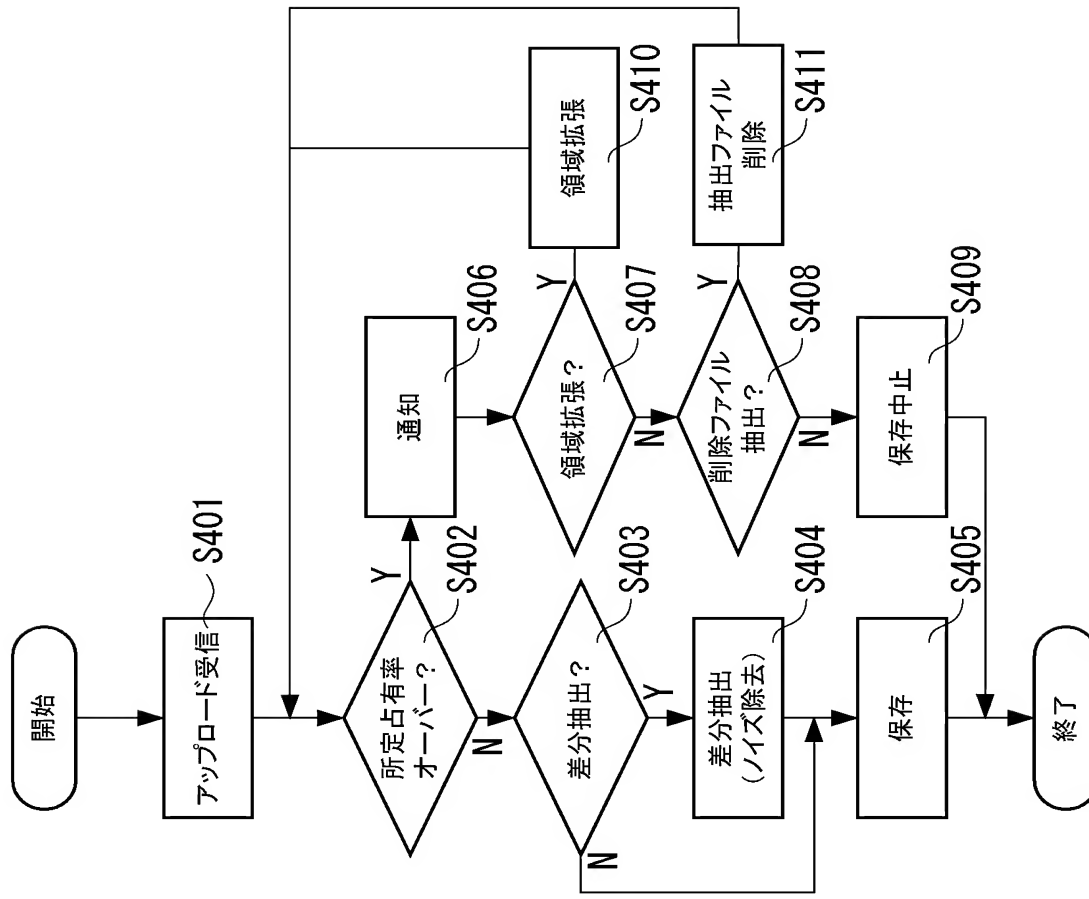 開始
アップロード受信
S401
所定占有率
オーバー?
S402
Y
N
通知
S406
差分抽出?
S403
Y
N
領域拡張?
S407
Y
N
領域拡張
S410
差分抽出
(ノイズ除去)
S404
削除ファイル
抽出?
S408
Y
N
抽出ファイル
削除
S411
保存
S405
保存中止
S409
終了